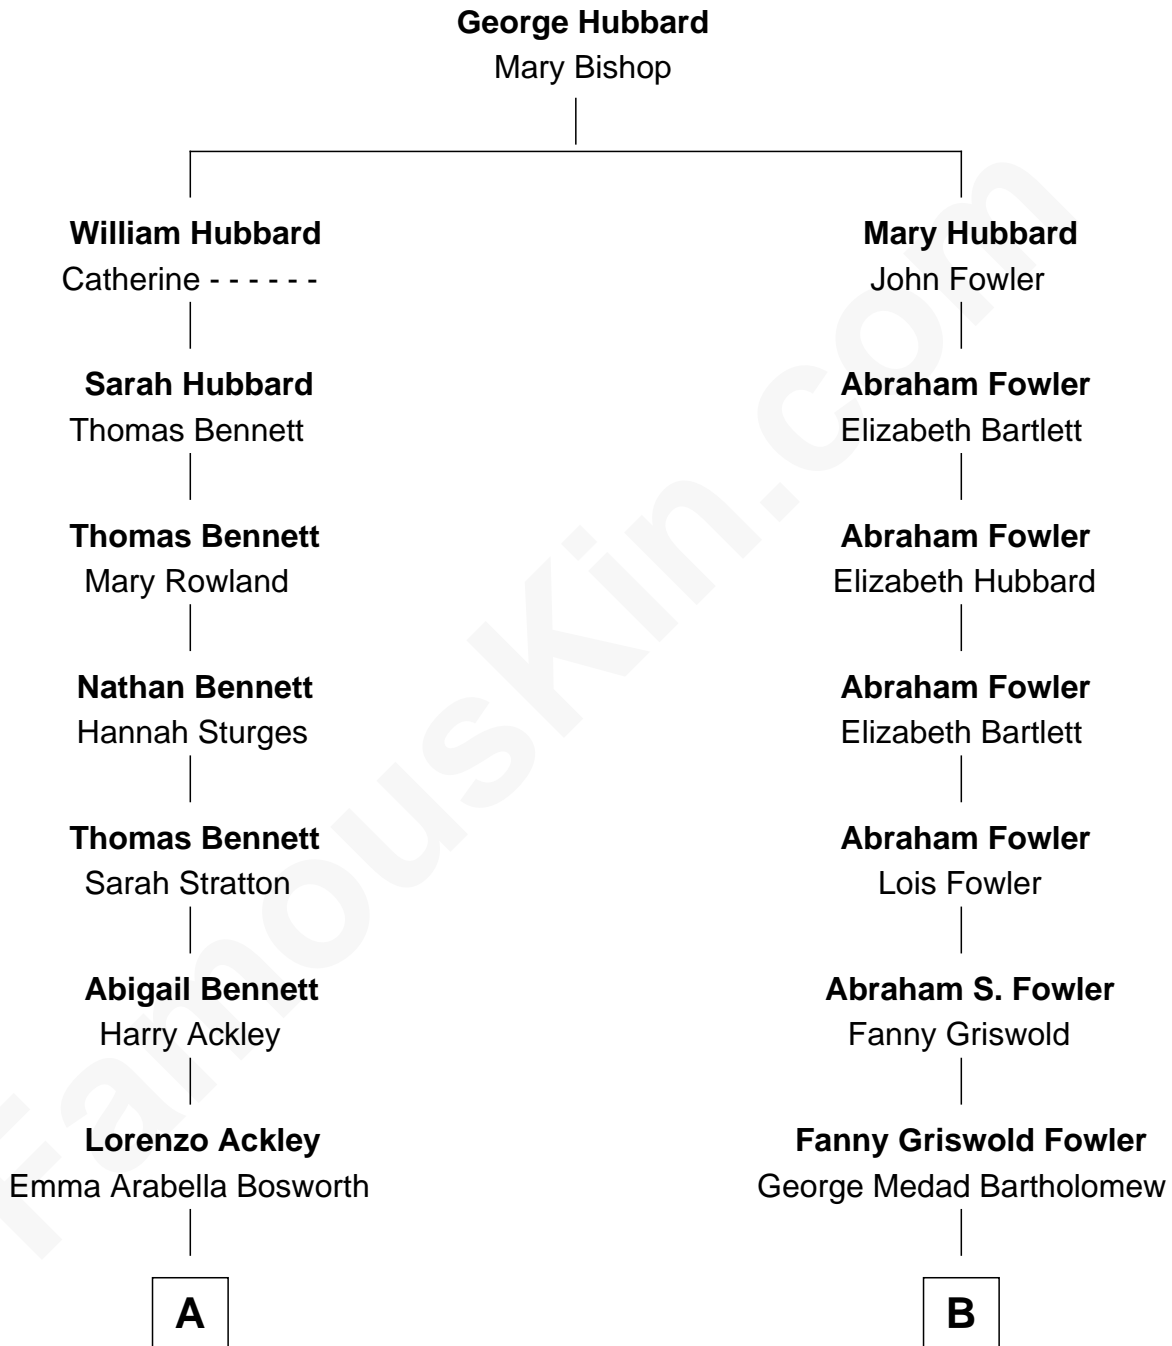 George Hubbard
Mary Bishop
William Hubbard
Catherine - - - - - -
Sarah Hubbard
Thomas Bennett
Thomas Bennett
Mary Rowland
Nathan Bennett
Hannah Sturges
Thomas Bennett
Sarah Stratton
Abigail Bennett
Harry Ackley
Lorenzo Ackley
Emma Arabella Bosworth
A
Mary Hubbard
John Fowler
Abraham Fowler
Elizabeth Bartlett
Abraham Fowler
Elizabeth Hubbard
Abraham Fowler
Elizabeth Bartlett
Abraham Fowler
Lois Fowler
Abraham S. Fowler
Fanny Griswold
Fanny Griswold Fowler
George Medad Bartholomew
B
FamousKin.com